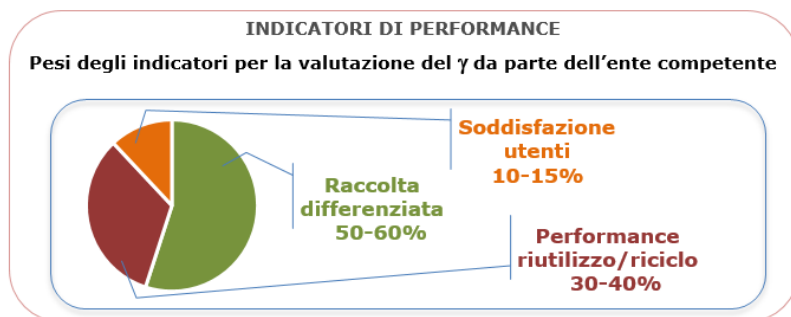 INDICATORI DI PERFORMANCE
Pesi degli indicatori per la valutazione del γ da parte dell’ente competente
Soddisfazione
utenti
10-15%
Raccolta
differenziata
50-60%
Performance
riutilizzo/riciclo
30-40%